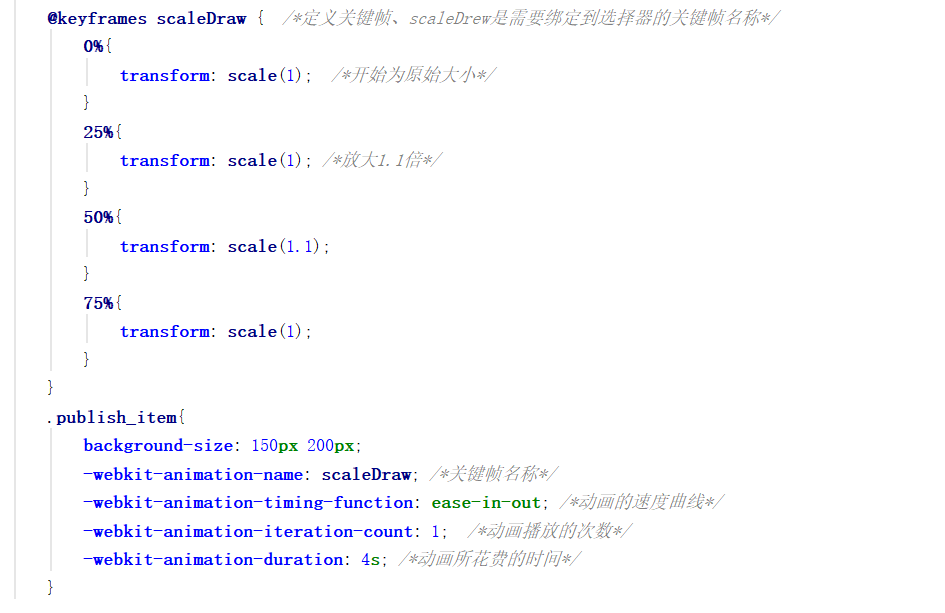 @keyframes scaleDraw {  /*定义关键帧、scaleDrew是需要绑定到选择器的关键帧名称*/
    0%{
        transform: scale(1);  /*开始为原始大小*/
    }
    25%{
        transform: scale(1); /*放大1.1倍*/
    }
    50%{
        transform: scale(1.1);
    }
    75%{
        transform: scale(1);
    }
}
.publish_item{
    background-size: 150px 200px;
    -webkit-animation-name: scaleDraw; /*关键帧名称*/
    -webkit-animation-timing-function: ease-in-out; /*动画的速度曲线*/
    -webkit-animation-iteration-count: 1;  /*动画播放的次数*/
    -webkit-animation-duration: 4s; /*动画所花费的时间*/
}